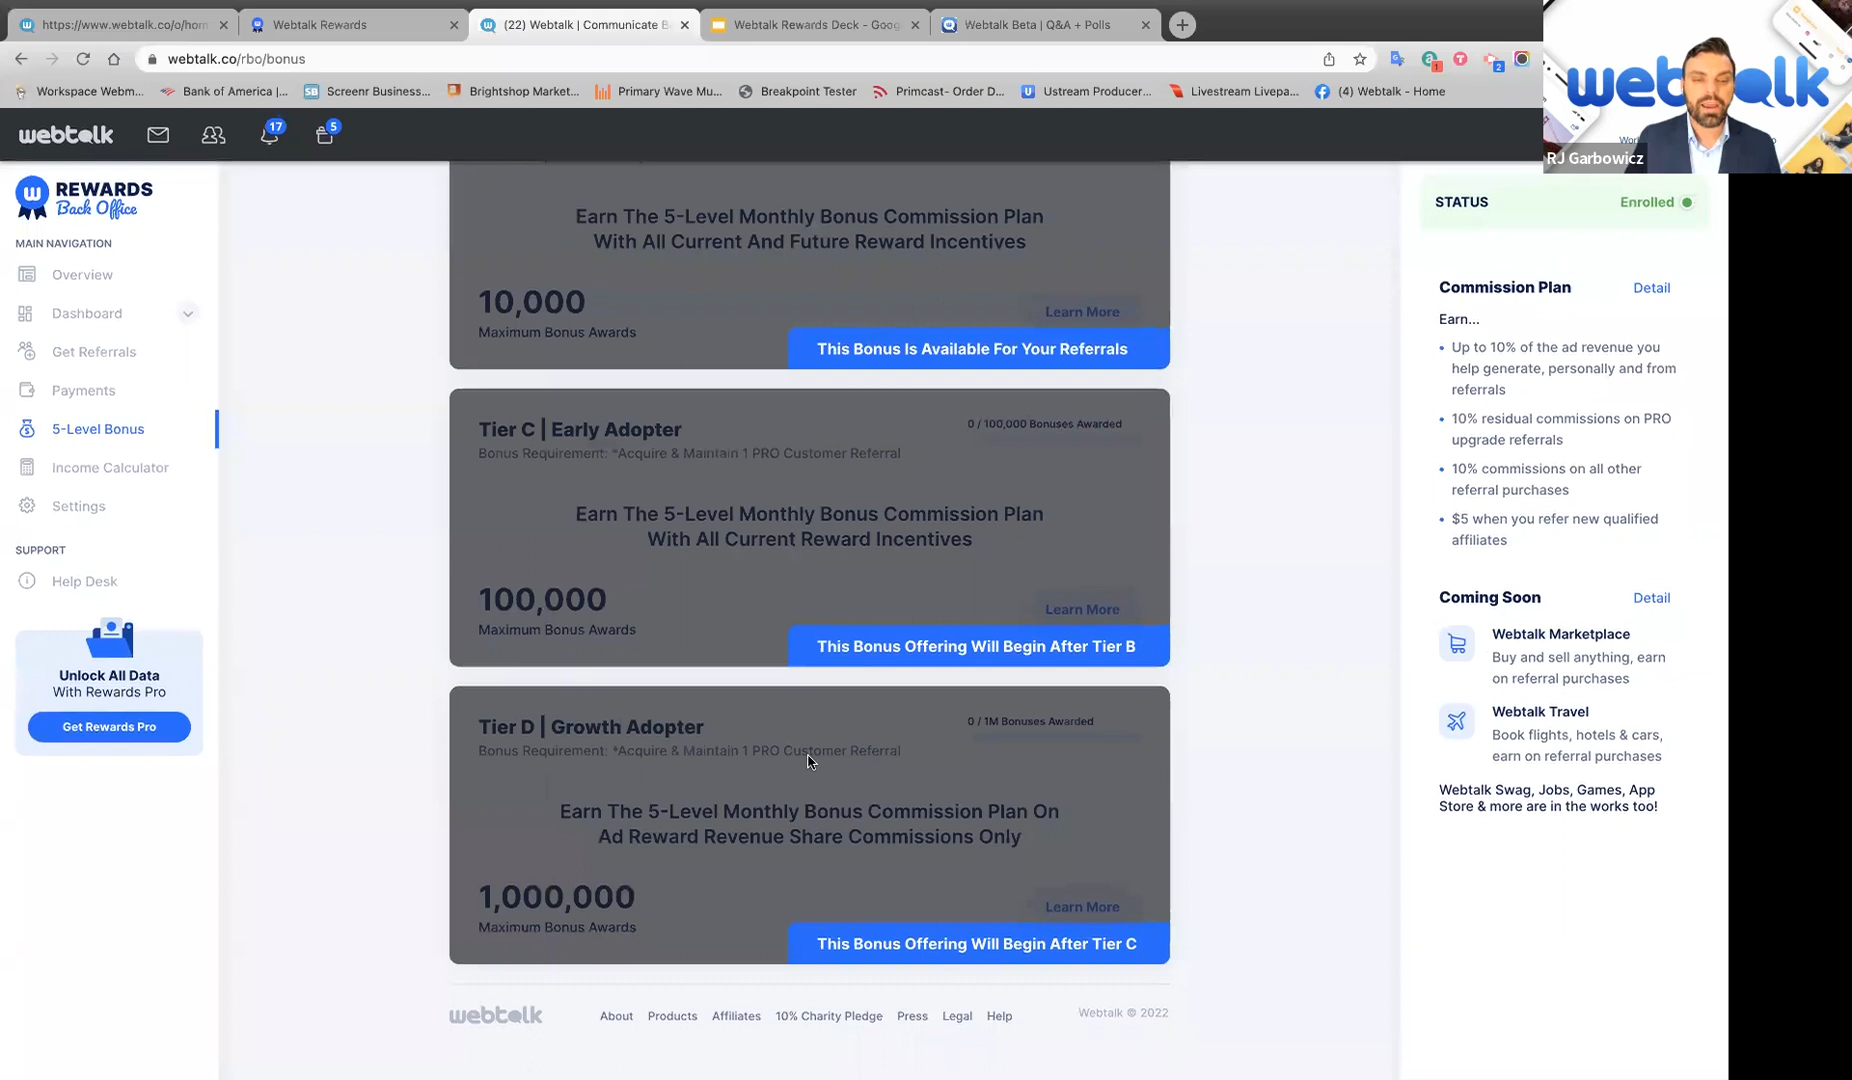 https://www.webtalk.co/o/hom
Webtalk Rewards
(22) Webtalk | Communicate B
Webtalk Rewards Deck - Goog
Webtalk Beta | Q&A + Polls
webtalk.co/rbo/bonus
1
2
Workspace Webm...
Bank of America |...
SB Screenr Business...
Brightshop Market...
Primary Wave Mu...
Breakpoint Tester
Primcast- Order D...
Ustream Producer...
Livestream Livepa...
(4) Webtalk - Home
webtalk
RJ Garbowicz
webtalk
17
5
REWARDS
Back Office
MAIN NAVIGATION
Overview
Dashboard
Get Referrals
Payments
5-Level Bonus
Income Calculator
Settings
SUPPORT
Help Desk
Unlock All Data
With Rewards Pro
Get Rewards Pro
Earn The 5-Level Monthly Bonus Commission Plan
With All Current And Future Reward Incentives
10,000
Maximum Bonus Awards
Learn More
This Bonus Is Available For Your Referrals
Tier C | Early Adopter
0 / 100,000 Bonuses Awarded
Bonus Requirement: *Acquire & Maintain 1 PRO Customer Referral
Earn The 5-Level Monthly Bonus Commission Plan
With All Current Reward Incentives
100,000
Maximum Bonus Awards
Learn More
This Bonus Offering Will Begin After Tier B
Tier D | Growth Adopter
0 / 1M Bonuses Awarded
Bonus Requirement: *Acquire & Maintain 1 PRO Customer Referral
Earn The 5-Level Monthly Bonus Commission Plan On
Ad Reward Revenue Share Commissions Only
1,000,000
Maximum Bonus Awards
Learn More
This Bonus Offering Will Begin After Tier C
webtalk
About
Products
Affiliates
10% Charity Pledge
Press
Legal
Help
Webtalk © 2022
STATUS
Enrolled
Commission Plan
Detail
Earn...
• Up to 10% of the ad revenue you
help generate, personally and from
referrals
• 10% residual commissions on PRO
upgrade referrals
• 10% commissions on all other
referral purchases
• $5 when you refer new qualified
affiliates
Coming Soon
Detail
Webtalk Marketplace
Buy and sell anything, earn
on referral purchases
Webtalk Travel
Book flights, hotels & cars,
earn on referral purchases
Webtalk Swag, Jobs, Games, App
Store & more are in the works too!